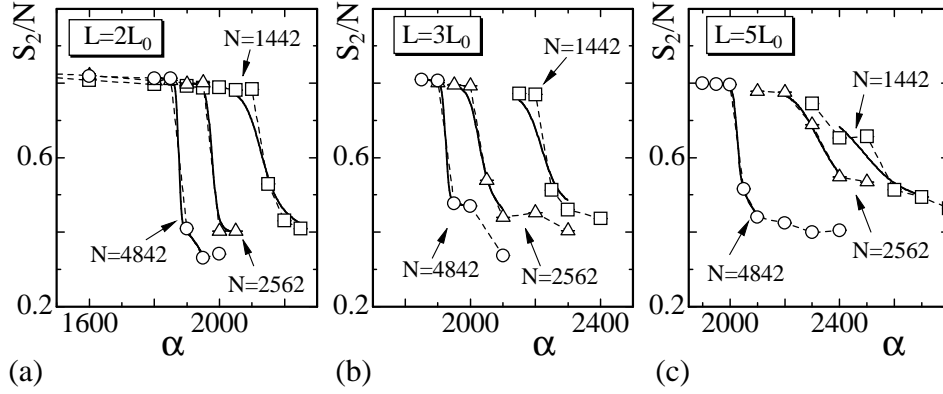 S₂/N
L=2L₀
N=1442
0.6
N=4842
N=2562
0.2
1600
2000
α
(a)
S₂/N
L=3L₀
N=1442
0.6
N=4842
N=2562
0.2
2000
2400
α
(b)
S₂/N
L=5L₀
N=1442
0.6
N=2562
N=4842
0.2
2000
2400
α
(c)